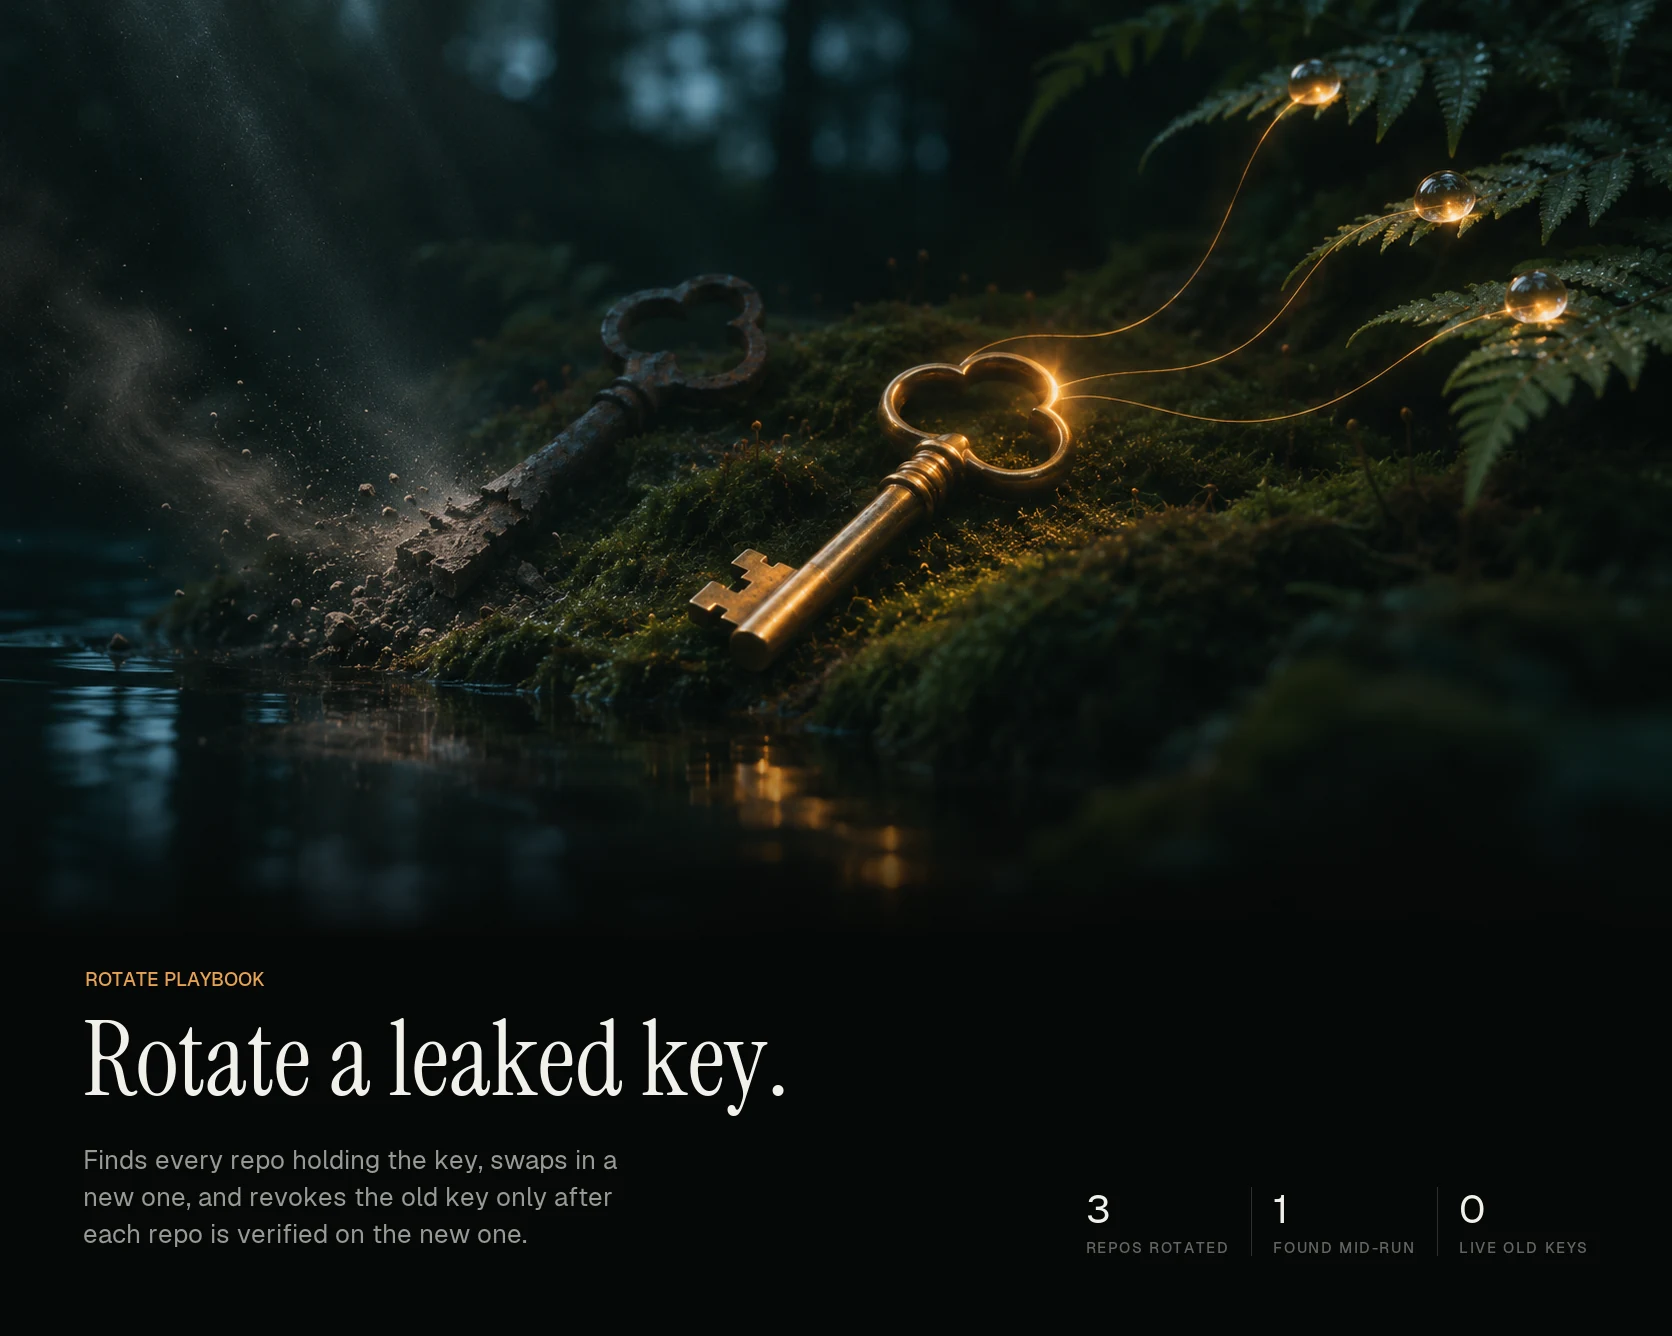 ROTATE PLAYBOOK
Rotate a leaked key.
Finds every repo holding the key, swaps in a
new one, and revokes the old key only after
each repo is verified on the new one.
3
REPOS ROTATED
1
FOUND MID-RUN
0
LIVE OLD KEYS